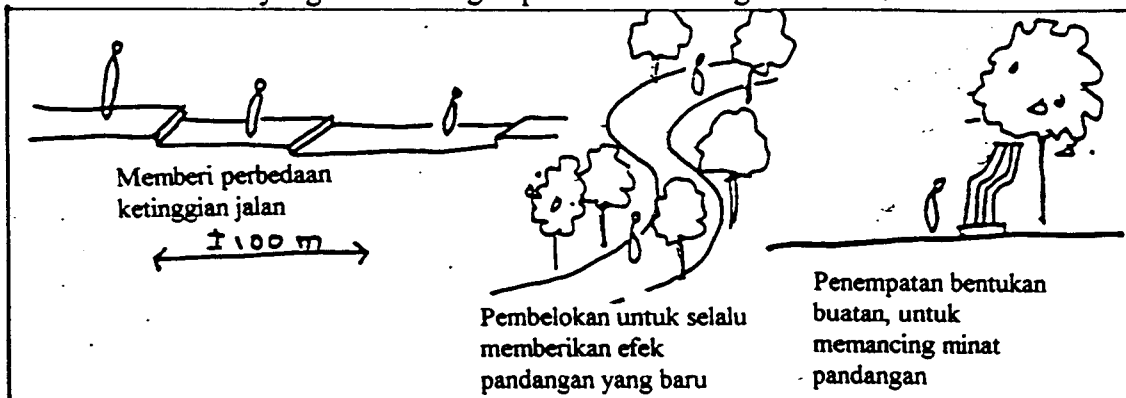 Memberi perbedaan
ketinggian jalan
± 100 m
Pembelokan untuk selalu
memberikan efek
pandangan yang baru
Penempatan bentukan
buatan, untuk
memancing minat
pandangan